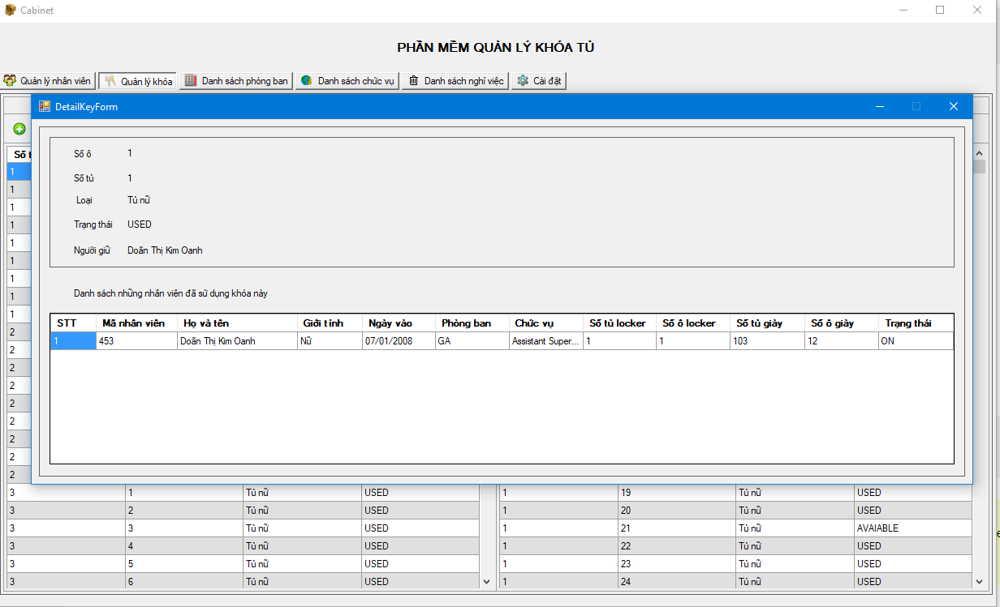 Cabinet
PHẦN MỀM QUẢN LÝ KHÓA TỦ
Quản lý nhân viên Quản lý khóa Danh sách phòng ban Danh sách chức vụ Danh sách nghỉ việc Cài đặt
DetailKeyForm
Số ô 1
Số tủ 1
Loại Tủ nữ
Trạng thái USED
Người giữ Doãn Thị Kim Oanh
Danh sách những nhân viên đã sử dụng khóa này
STT Mã nhân viên Họ và tên Giới tính Ngày vào Phòng ban Chức vụ Số tủ locker Số ô locker Số tủ giày Số ô giày Trạng thái
1 453 Doãn Thị Kim Oanh Nữ 07/01/2008 GA Assistant Super... 1 1 103 12 ON
Số
1
1
1
1
1
1
1
1
1
2
2
2
2
2
2
2
2
2
3 1 Tủ nữ USED 1 19 Tủ nữ USED
3 2 Tủ nữ USED 1 20 Tủ nữ USED
3 3 Tủ nữ USED 1 21 Tủ nữ AVAIABLE
3 4 Tủ nữ USED 1 22 Tủ nữ USED
3 5 Tủ nữ USED 1 23 Tủ nữ USED
3 6 Tủ nữ USED 1 24 Tủ nữ USED